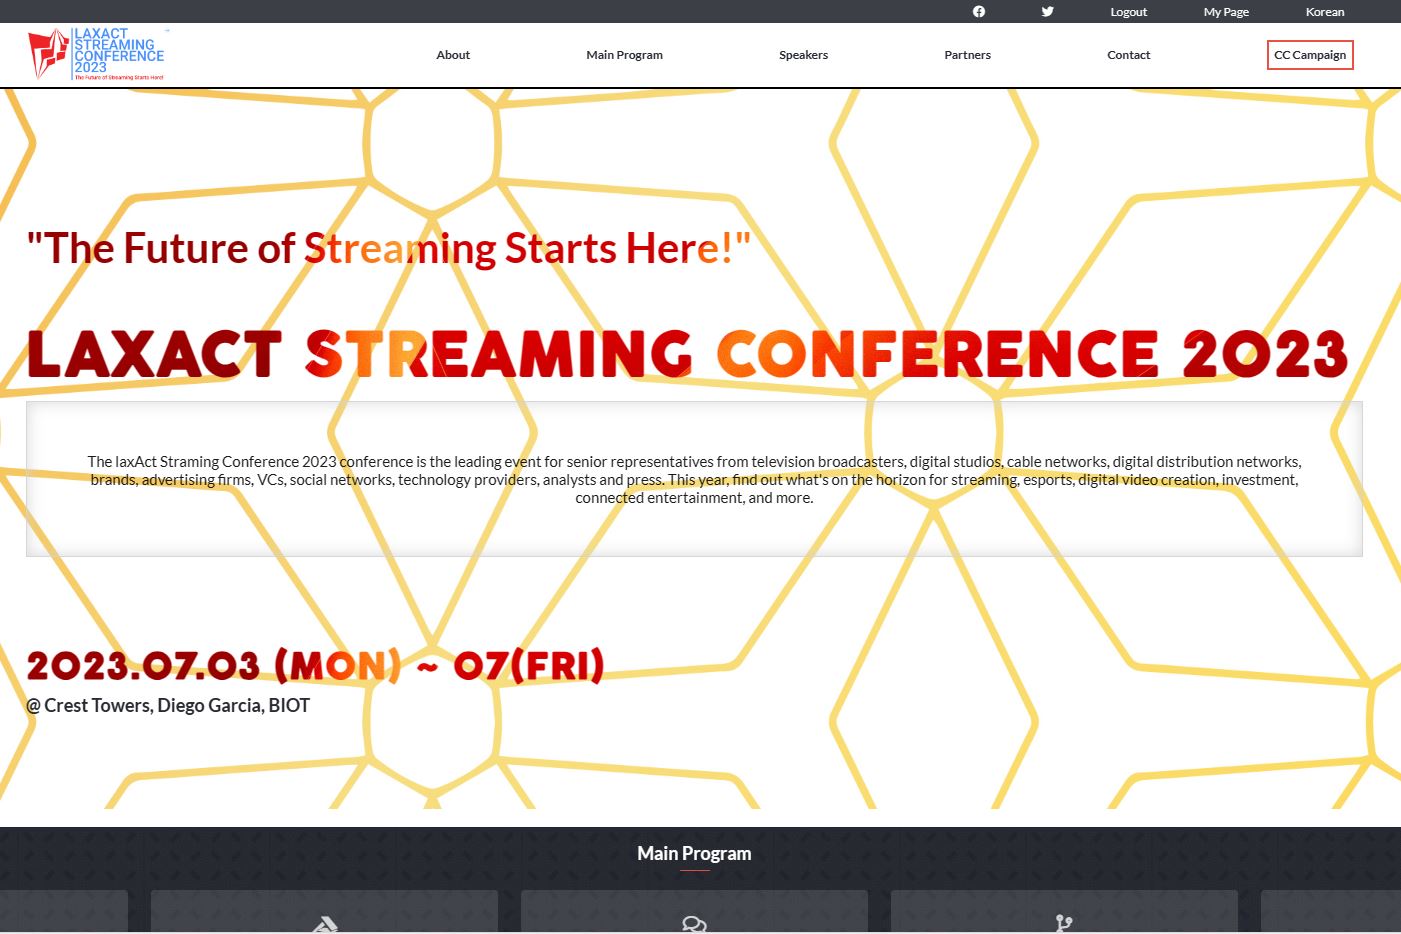 Logout
My Page
Korean
LAXACT
STREAMING
CONFERENCE
2023
The Future of Streaming Starts Here!
About
Main Program
Speakers
Partners
Contact
CC Campaign
"The Future of Streaming Starts Here!"
LAXACT STREAMING CONFERENCE 2023
The laxAct Straming Conference 2023 conference is the leading event for senior representatives from television broadcasters, digital studios, cable networks, digital distribution networks,
brands, advertising firms, VCs, social networks, technology providers, analysts and press. This year, find out what's on the horizon for streaming, esports, digital video creation, investment,
connected entertainment, and more.
2023.07.03 (MON) ~ 07(FRI)
@ Crest Towers, Diego Garcia, BIOT
Main Program